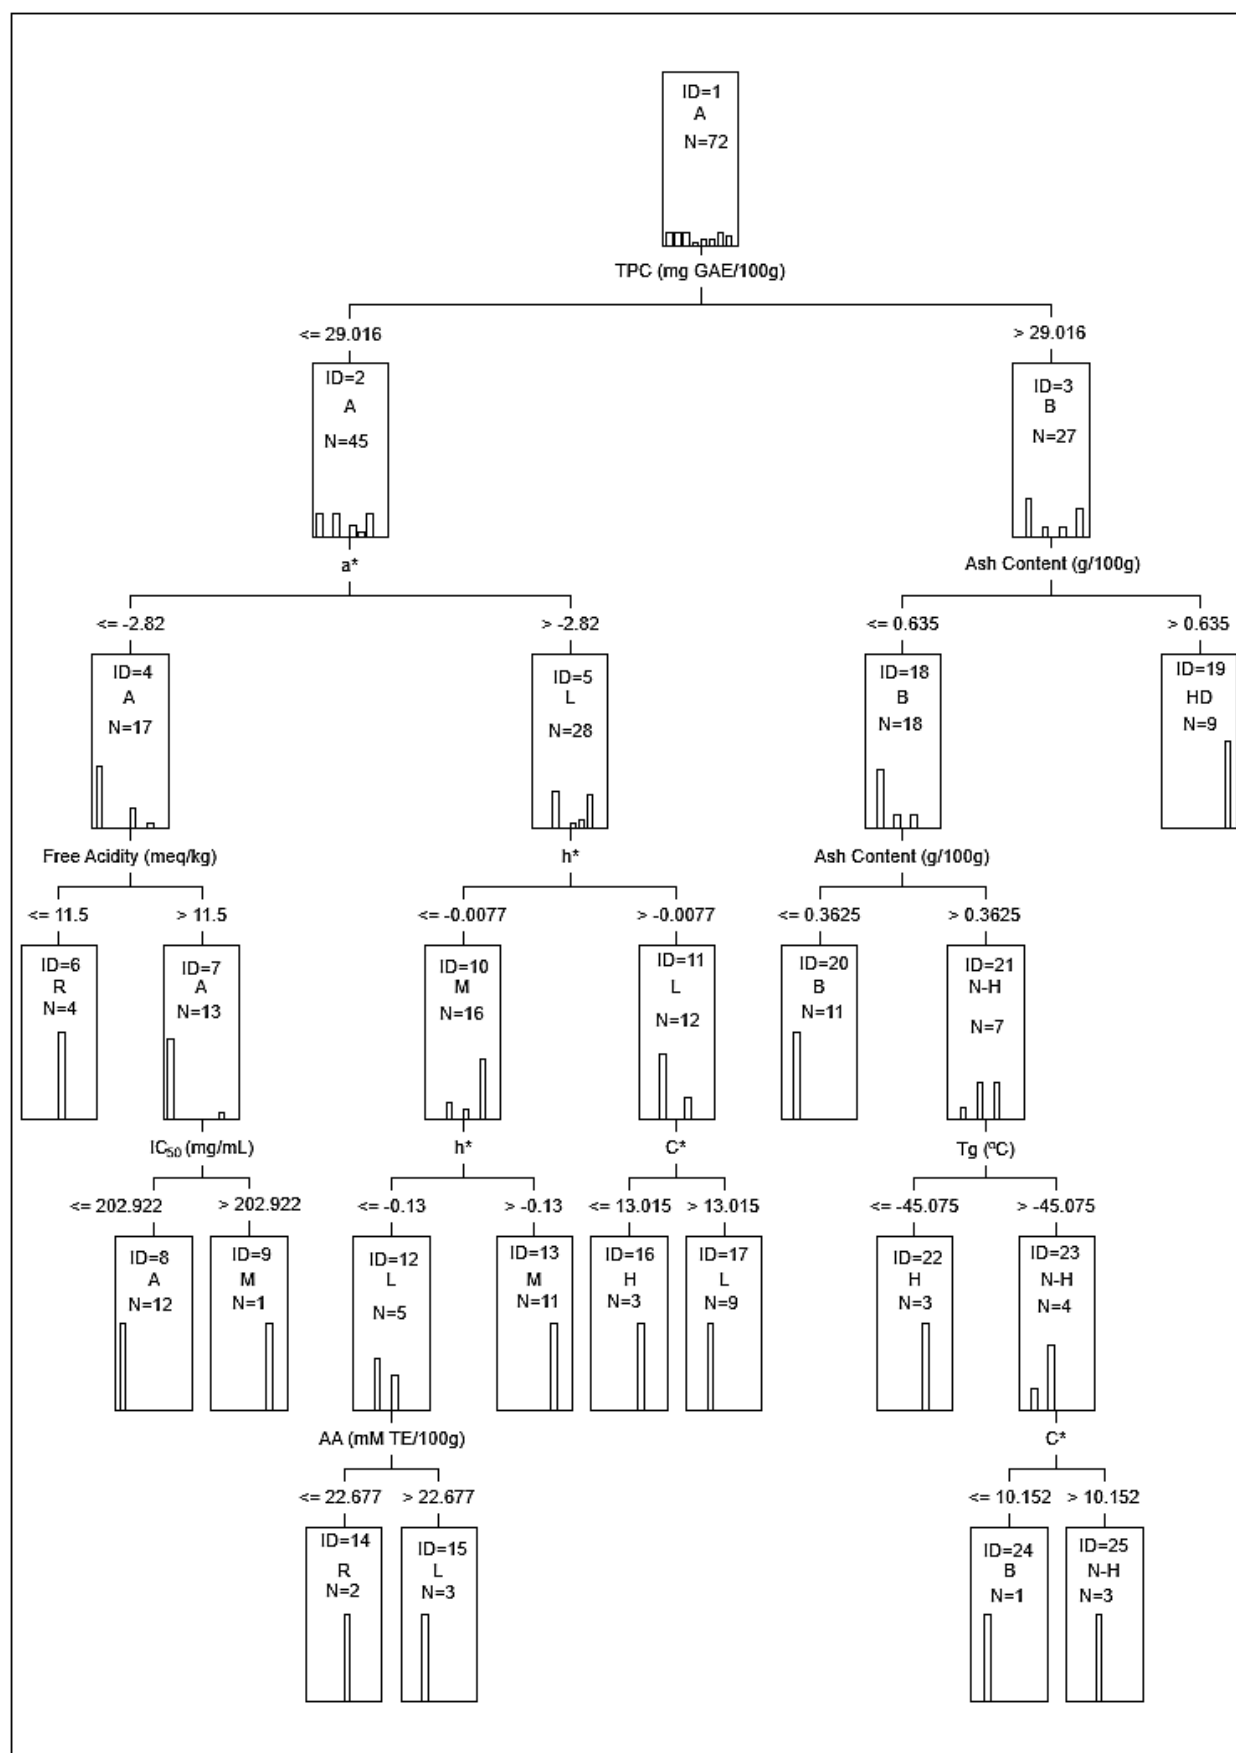 ID=1
A
N=72
TPC (mg GAE/100g)
<= 29.016
> 29.016
ID=2
A
N=45
ID=3
B
N=27
a*
Ash Content (g/100g)
<= -2.82
> -2.82
<= 0.635
> 0.635
ID=4
A
N=17
ID=5
L
N=28
ID=18
B
N=18
ID=19
HD
N=9
Free Acidity (meq/kg)
h*
Ash Content (g/100g)
<= 11.5
> 11.5
<= -0.0077
> -0.0077
<= 0.3625
> 0.3625
ID=6
R
N=4
ID=7
A
N=13
ID=10
M
N=16
ID=11
L
N=12
ID=20
B
N=11
ID=21
N-H
N=7
IC₅₀ (mg/mL)
h*
C*
Tg (ºC)
<= 202.922
> 202.922
<= -0.13
> -0.13
<= 13.015
> 13.015
<= -45.075
> -45.075
ID=8
A
N=12
ID=9
M
N=1
ID=12
L
N=5
ID=13
M
N=11
ID=16
H
N=3
ID=17
L
N=9
ID=22
H
N=3
ID=23
N-H
N=4
AA (mM TE/100g)
C*
<= 22.677
> 22.677
<= 10.152
> 10.152
ID=14
R
N=2
ID=15
L
N=3
ID=24
B
N=1
ID=25
N-H
N=3